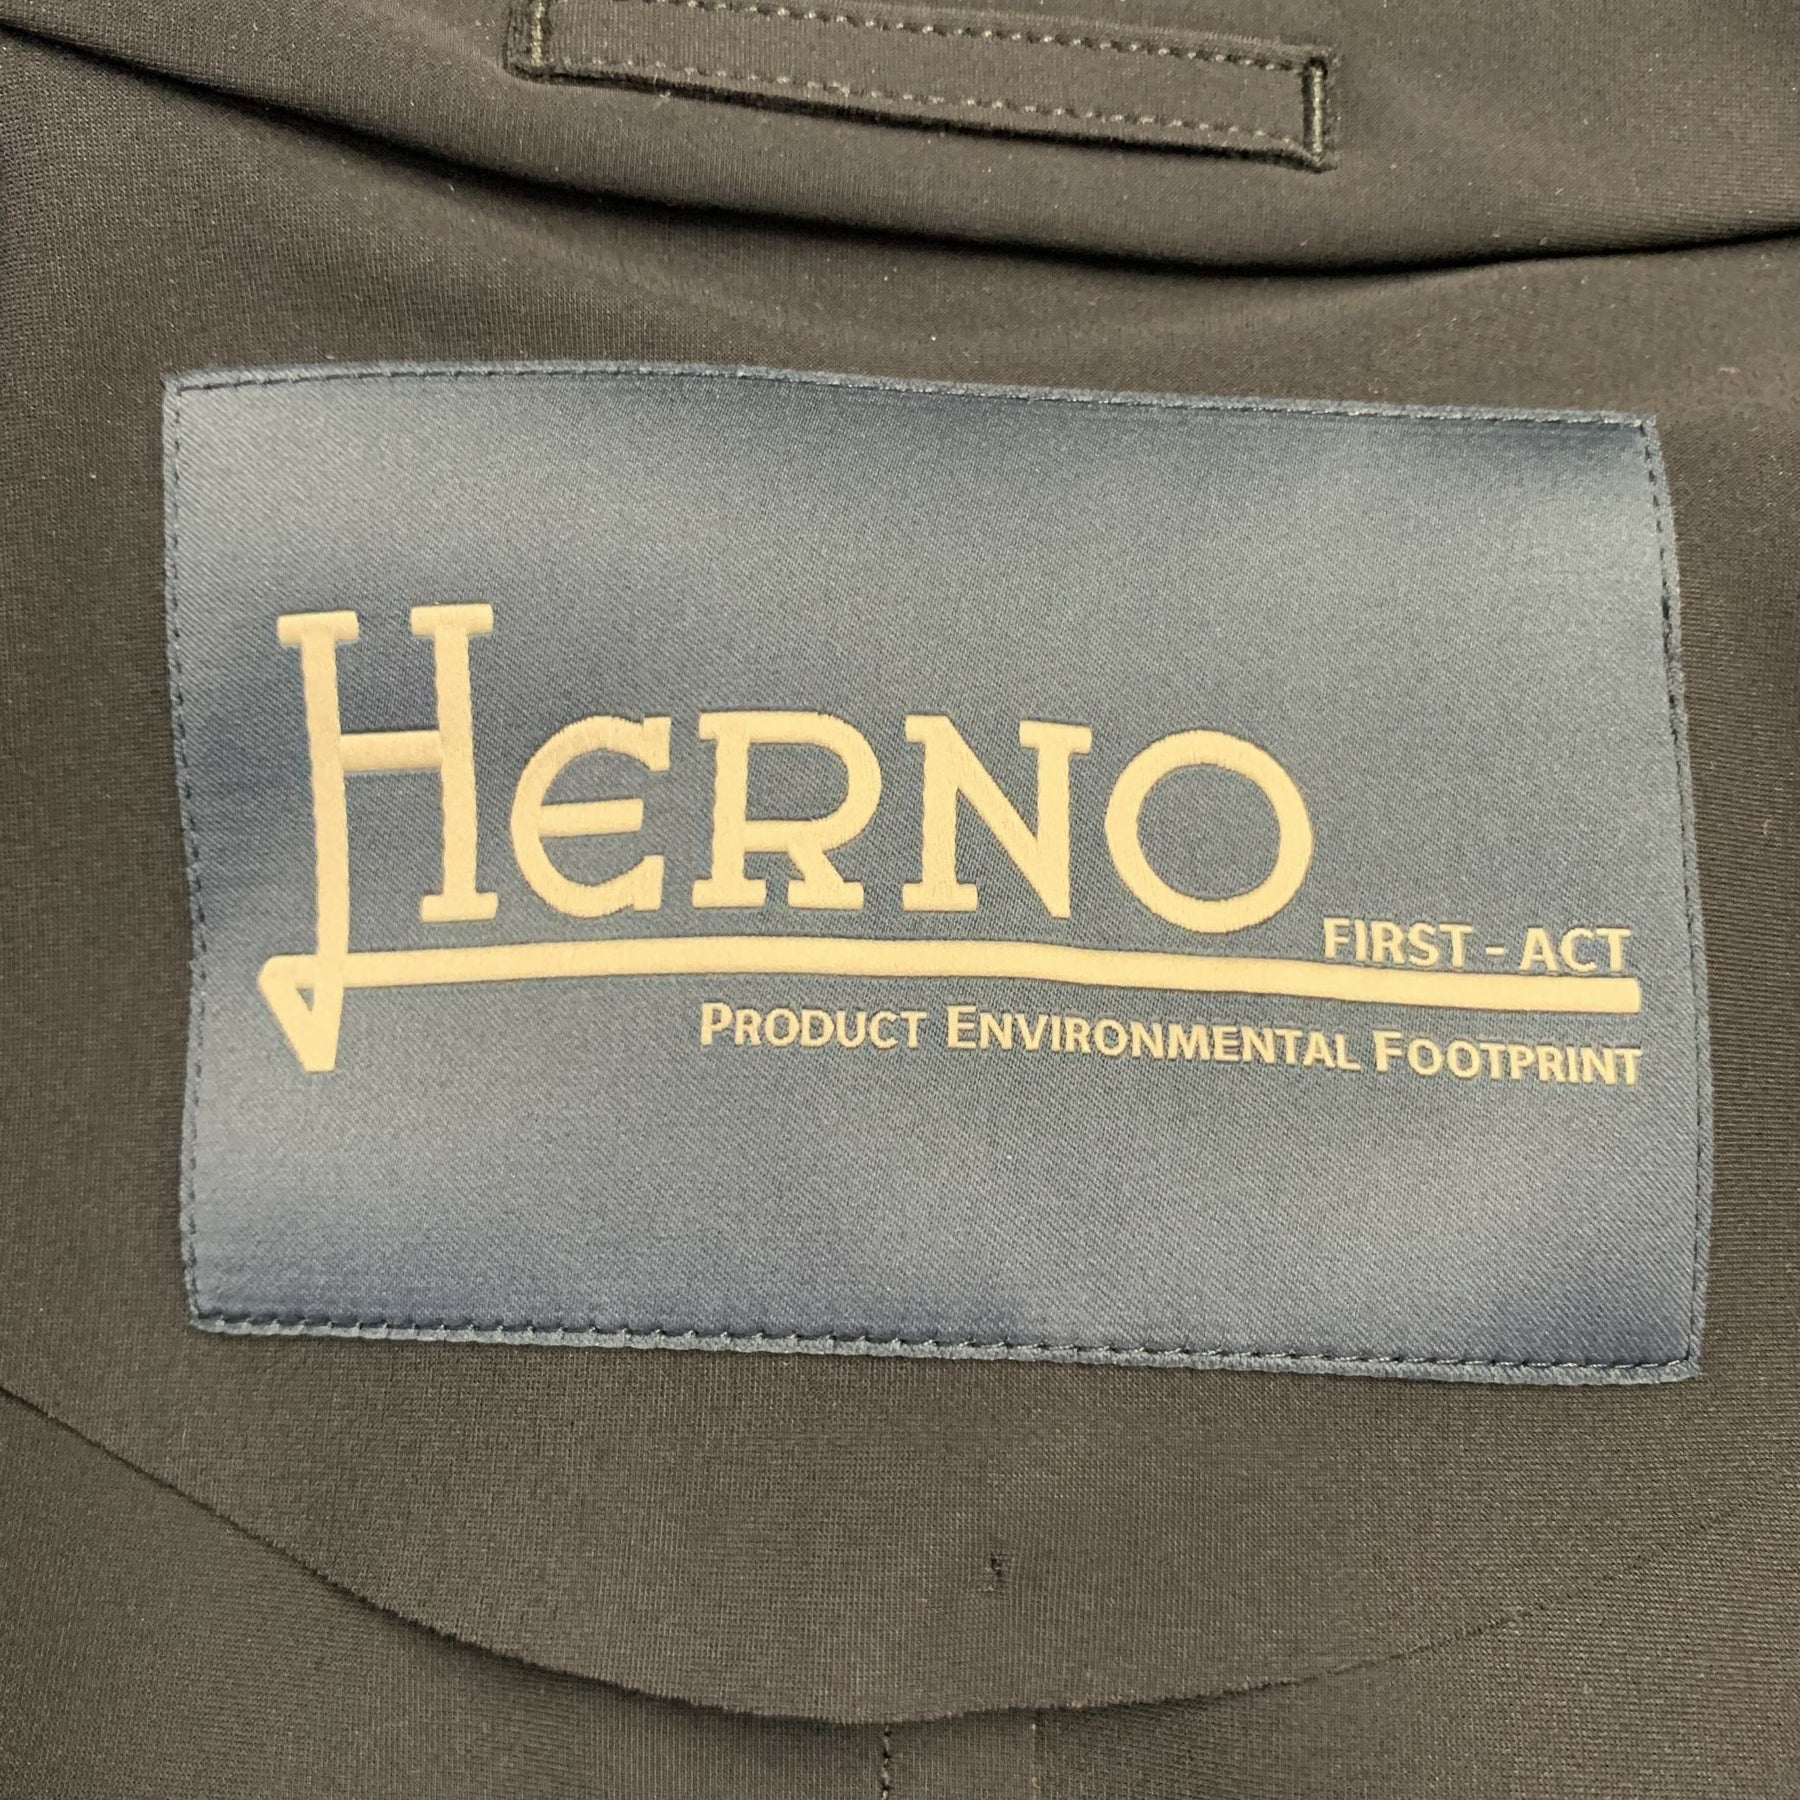 HERNO
FIRST - ACT
PRODUCT ENVIRONMENTAL FOOTPRINT